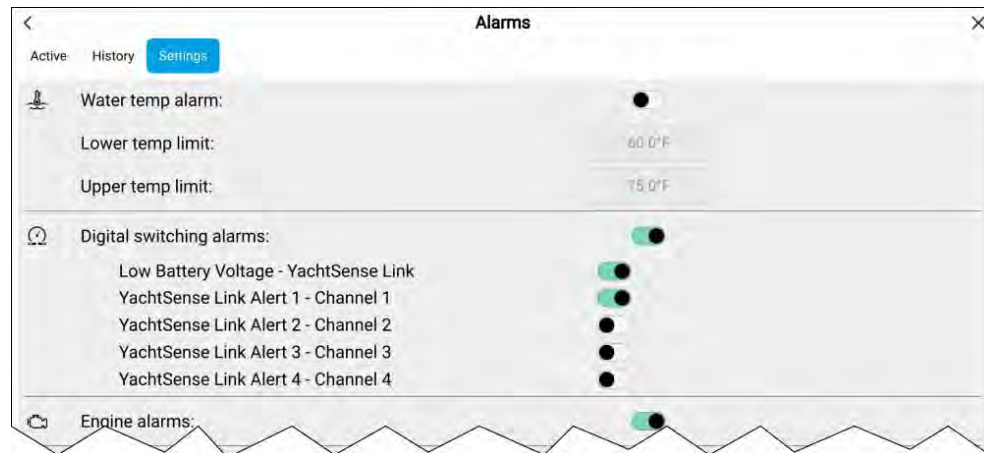 Alarms
Active History Settings
Water temp alarm:
Lower temp limit: 60.0°F
Upper temp limit: 75.0°F
Digital switching alarms:
Low Battery Voltage - YachtSense Link
YachtSense Link Alert 1 - Channel 1
YachtSense Link Alert 2 - Channel 2
YachtSense Link Alert 3 - Channel 3
YachtSense Link Alert 4 - Channel 4
Engine alarms: